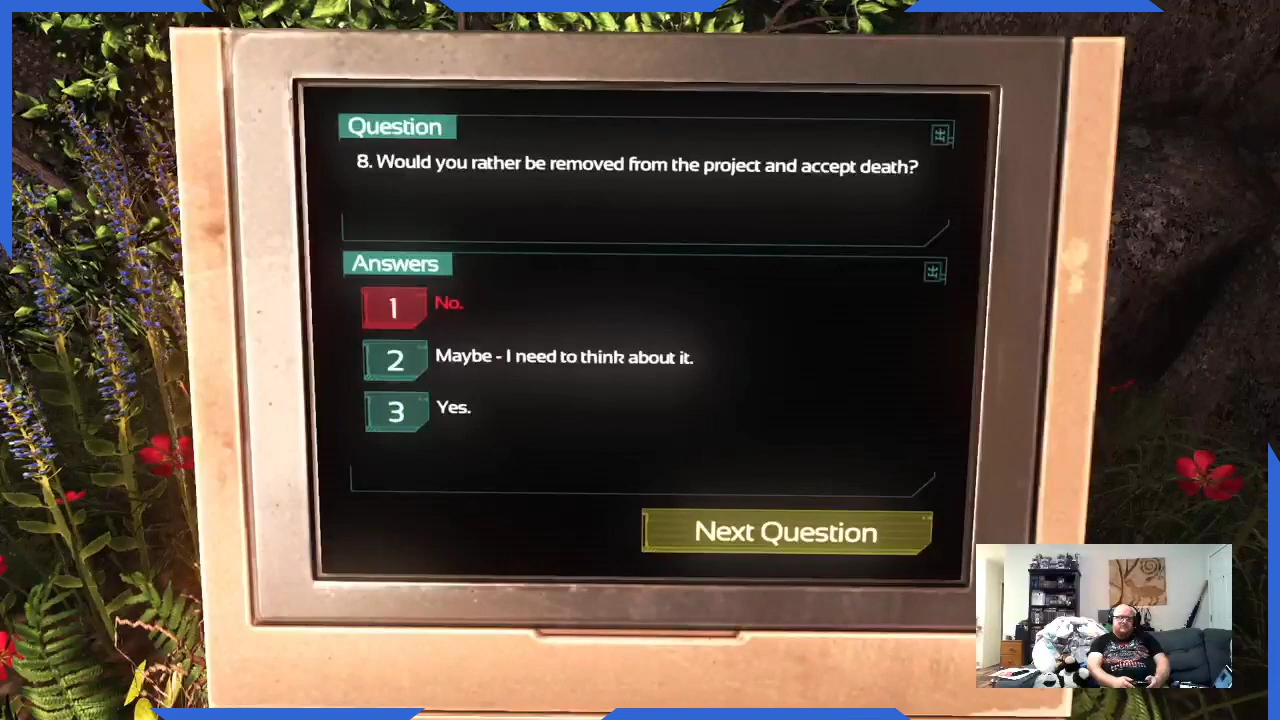 Question
8. Would you rather be removed from the project and accept death?
Answers
1 No.
2 Maybe - I need to think about it.
3 Yes.
Next Question